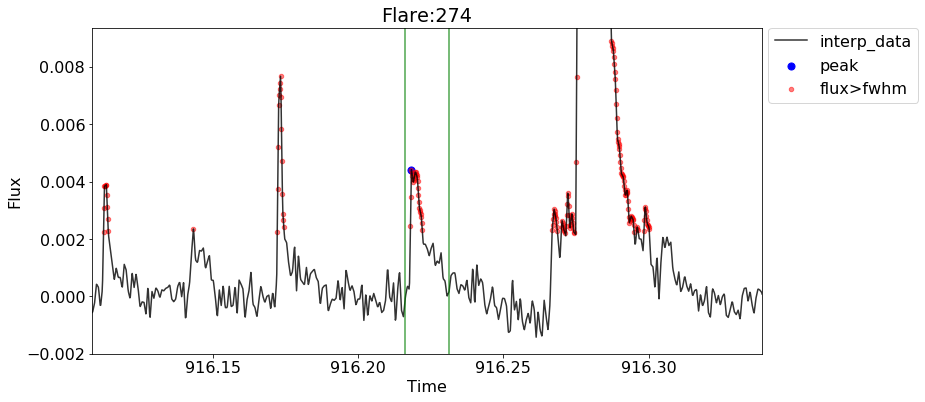 Flare:274
interp_data
peak
flux>fwhm
Flux
0.008
0.006
0.004
0.002
0.000
−0.002
916.15
916.20
916.25
916.30
Time